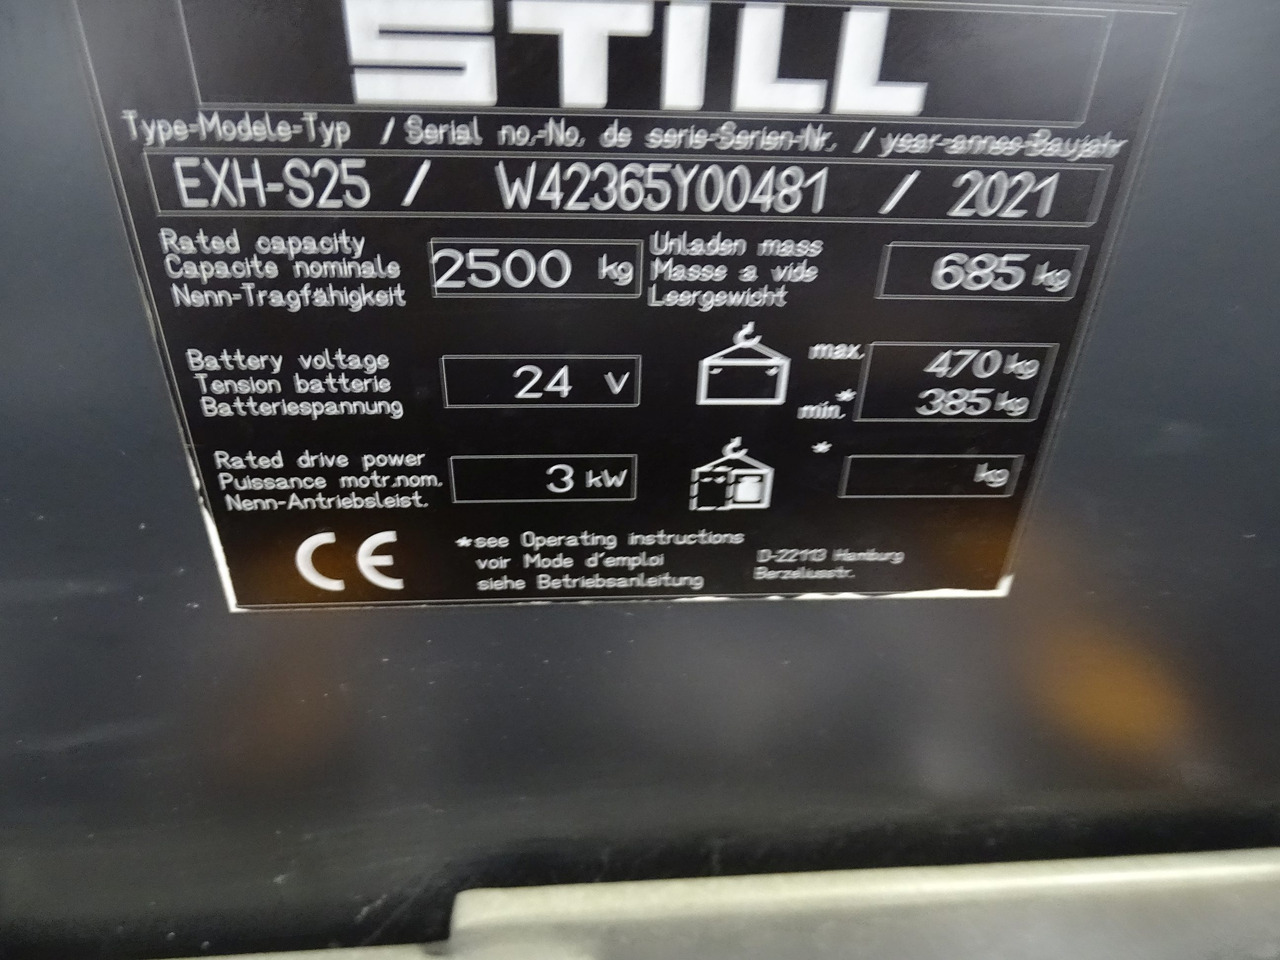 STILL
Type-Modele-Typ / Serial no.-No. de serie-Serien-Nr. / year-annee-Baujahr
EXH-S25 / W42365Y00481 / 2021
Rated capacity
Capacite nominale
Nenn-Tragfähigkeit
2500 kg
Unladen mass
Masse a vide
Leergewicht
685 kg
Battery voltage
Tension batterie
Batteriespannung
24 V
max. 470 kg
min.* 385 kg
Rated drive power
Puissance motr.nom.
Nenn-Antriebsleist.
3 kW
* kg
CE
*see Operating instructions
voir Mode d'emploi
siehe Betriebsanleitung
D-22113 Hamburg
Berzeliusstr.